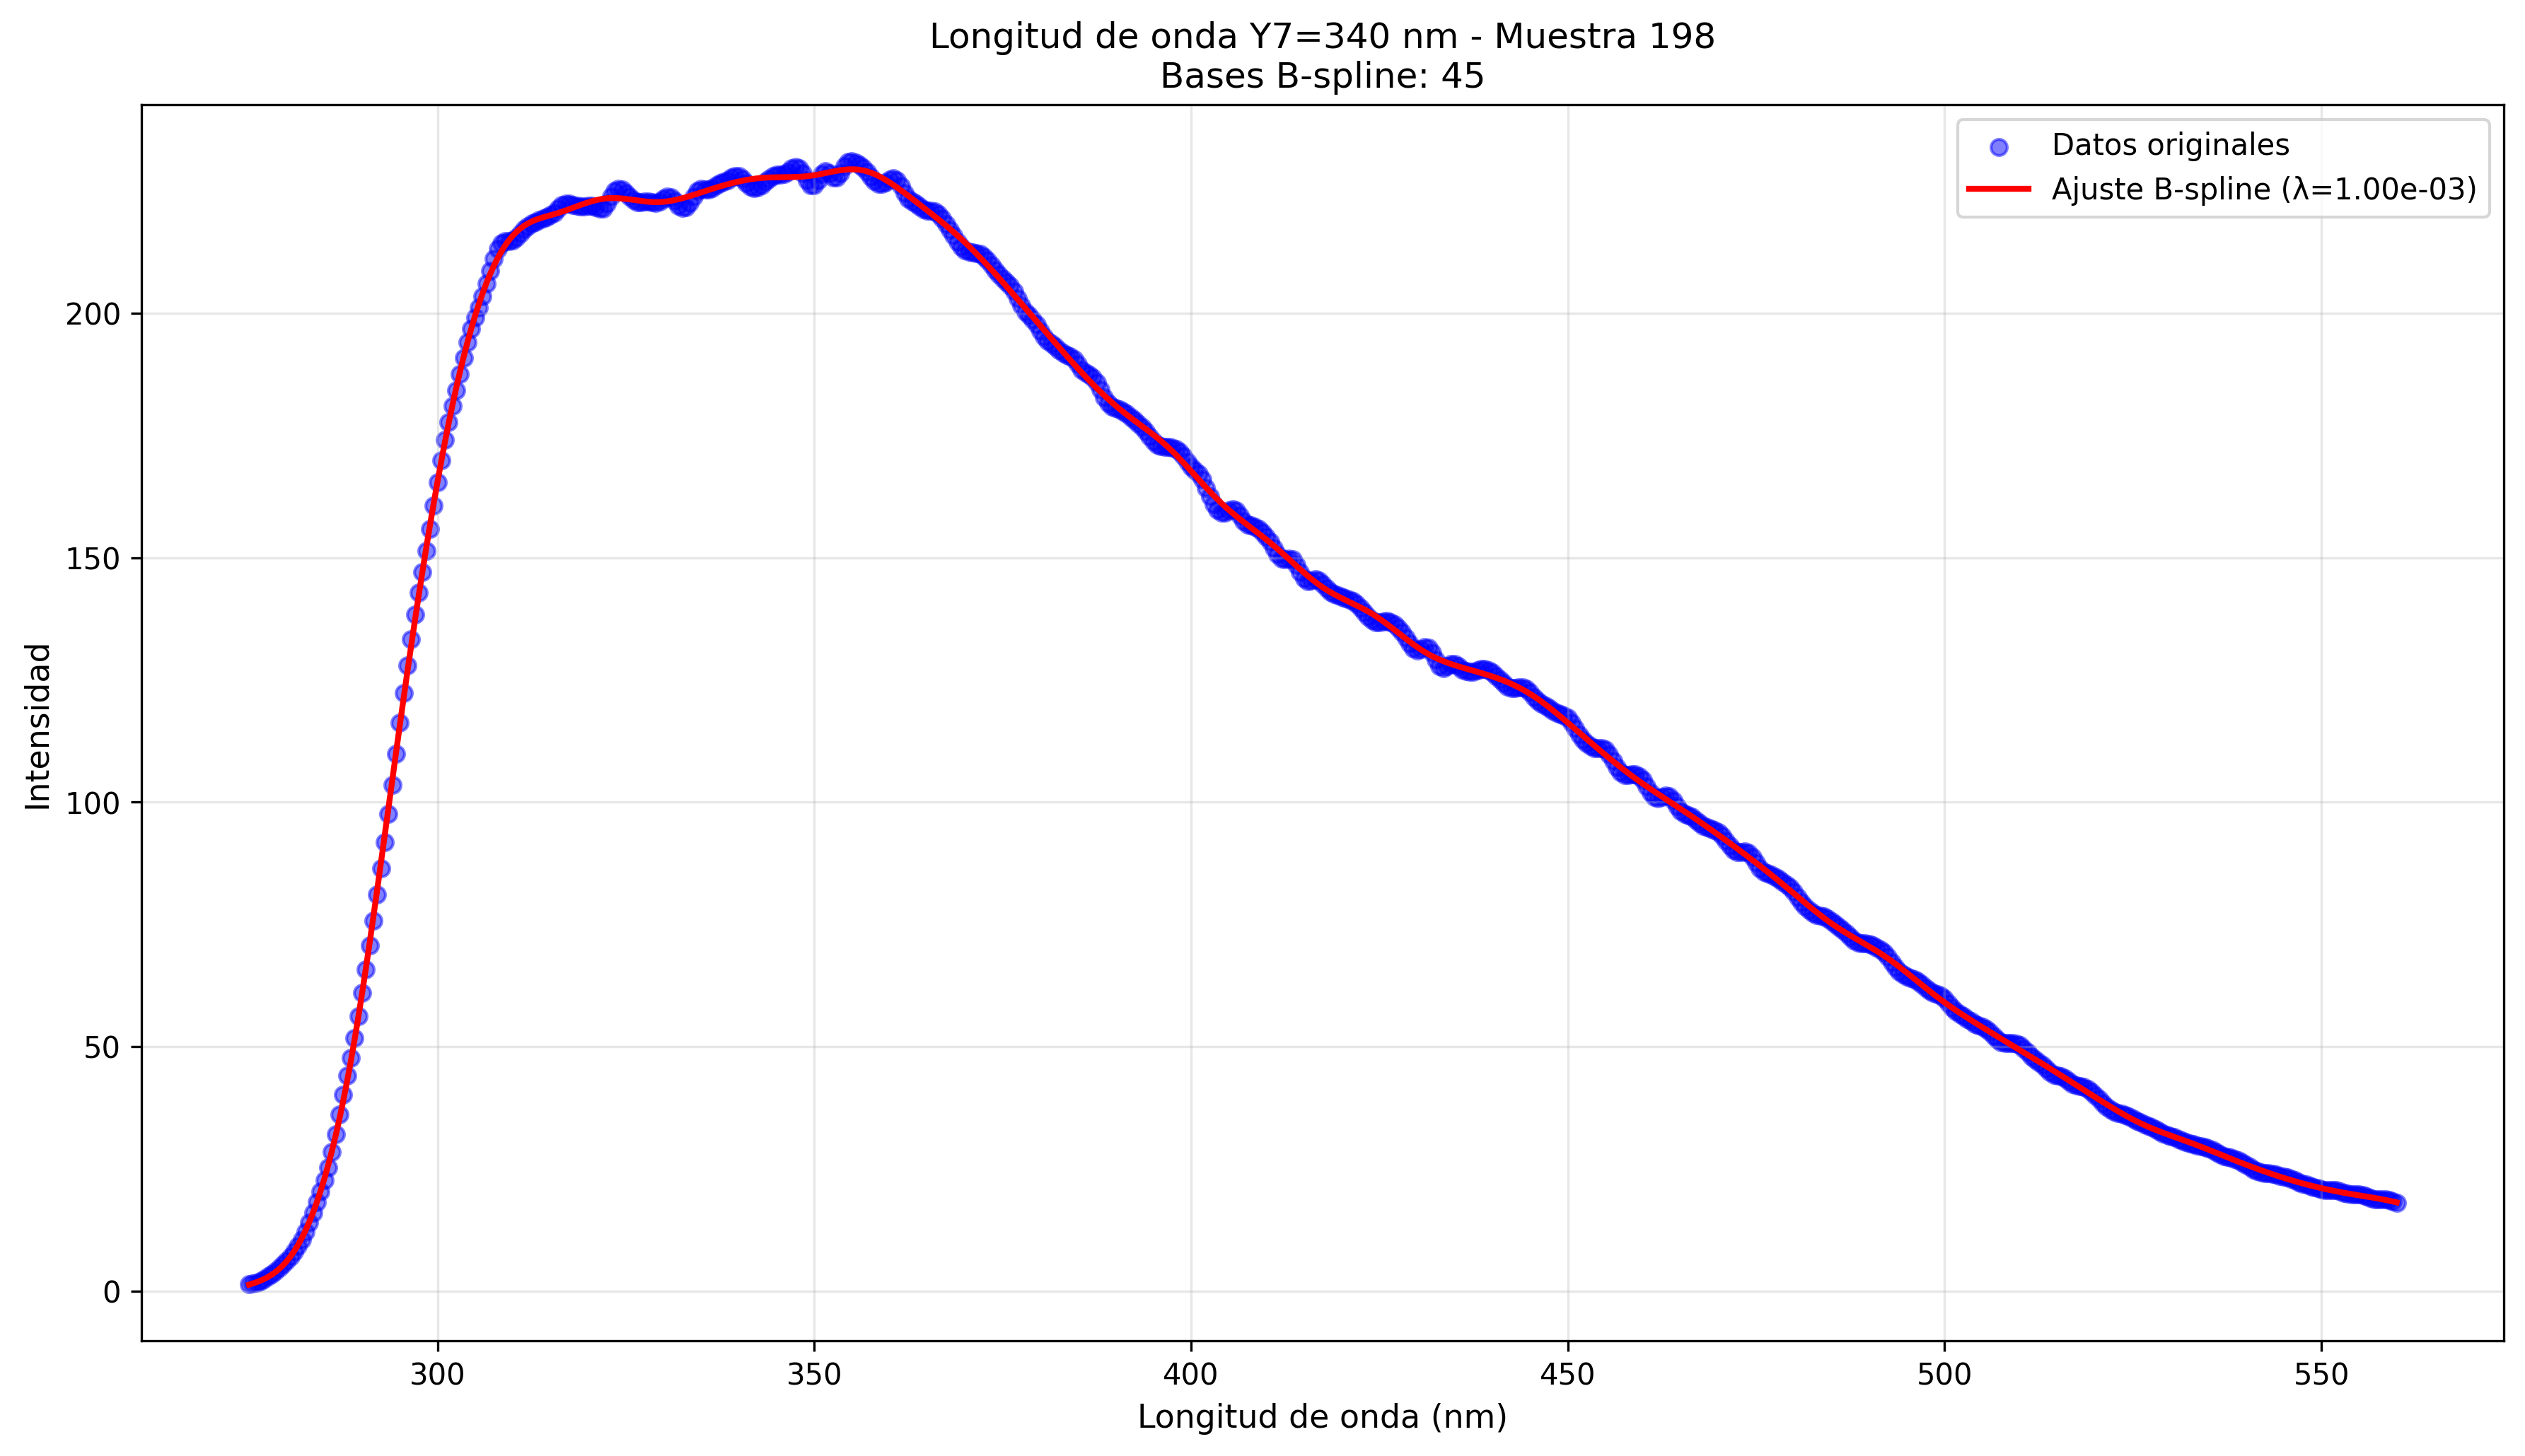 Longitud de onda Y7=340 nm - Muestra 198
Bases B-spline: 45
Datos originales
Ajuste B-spline (λ=1.00e-03)
Intensidad
200
150
100
50
0
300
350
400
450
500
550
Longitud de onda (nm)